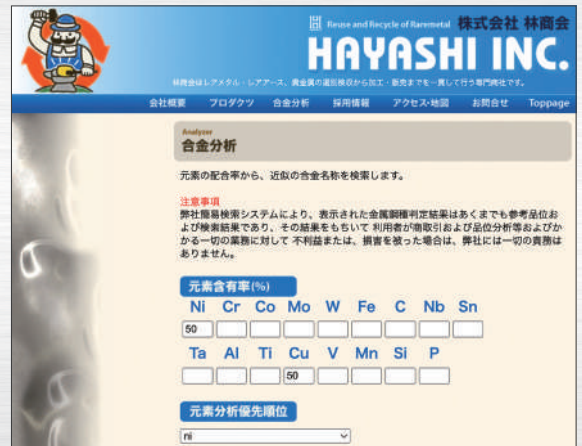 Reuse and Recycle of Raremetal 株式会社 林商会
HAYASHI INC.
林商会はレアメタル・レアアース、貴金属の選別検収から加工・販売までを一貫して行う専門商社です。
会社概要 プロダクツ 合金分析 採用情報 アクセス・地図 お問合せ Toppage
Analyzer
合金分析
元素の配合率から、近似の合金名称を検索します。
注意事項
弊社簡易検索システムにより、表示された金属鋼種判定結果はあくまでも参考品位お
よび検索結果であり、その結果をもちいて 利用者が商取引および品位分析等およびか
かる一切の業務に対して 不利益または、損害を被った場合は、弊社には一切の責務は
ありません。
元素含有率(%)
Ni Cr Co Mo W Fe C Nb Sn
50
Ta Al Ti Cu V Mn Si P
50
元素分析優先順位
ni